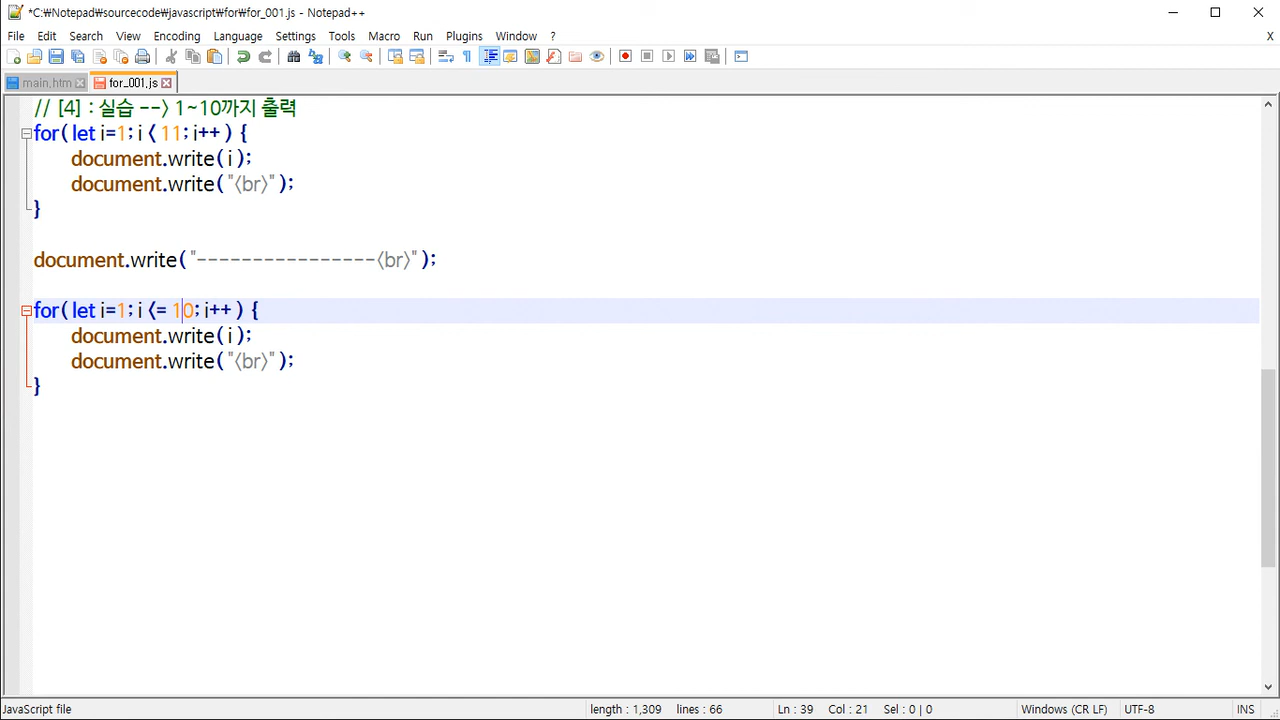 *C:₩Notepad₩sourcecode₩javascript₩for₩for_001.js - Notepad++
File Edit Search View Encoding Language Settings Tools Macro Run Plugins Window ? X
main.htm for_001.js
// [4] : 실습 --> 1~10까지 출력
for( let i=1; i < 11; i++ ) {
document.write( i );
document.write( "<br>" );
}
document.write( "----------------<br>" );
for( let i=1; i <= 10; i++ ) {
document.write( i );
document.write( "<br>" );
}
JavaScript file length : 1,309 lines : 66 Ln : 39 Col : 21 Sel : 0 | 0 Windows (CR LF) UTF-8 INS